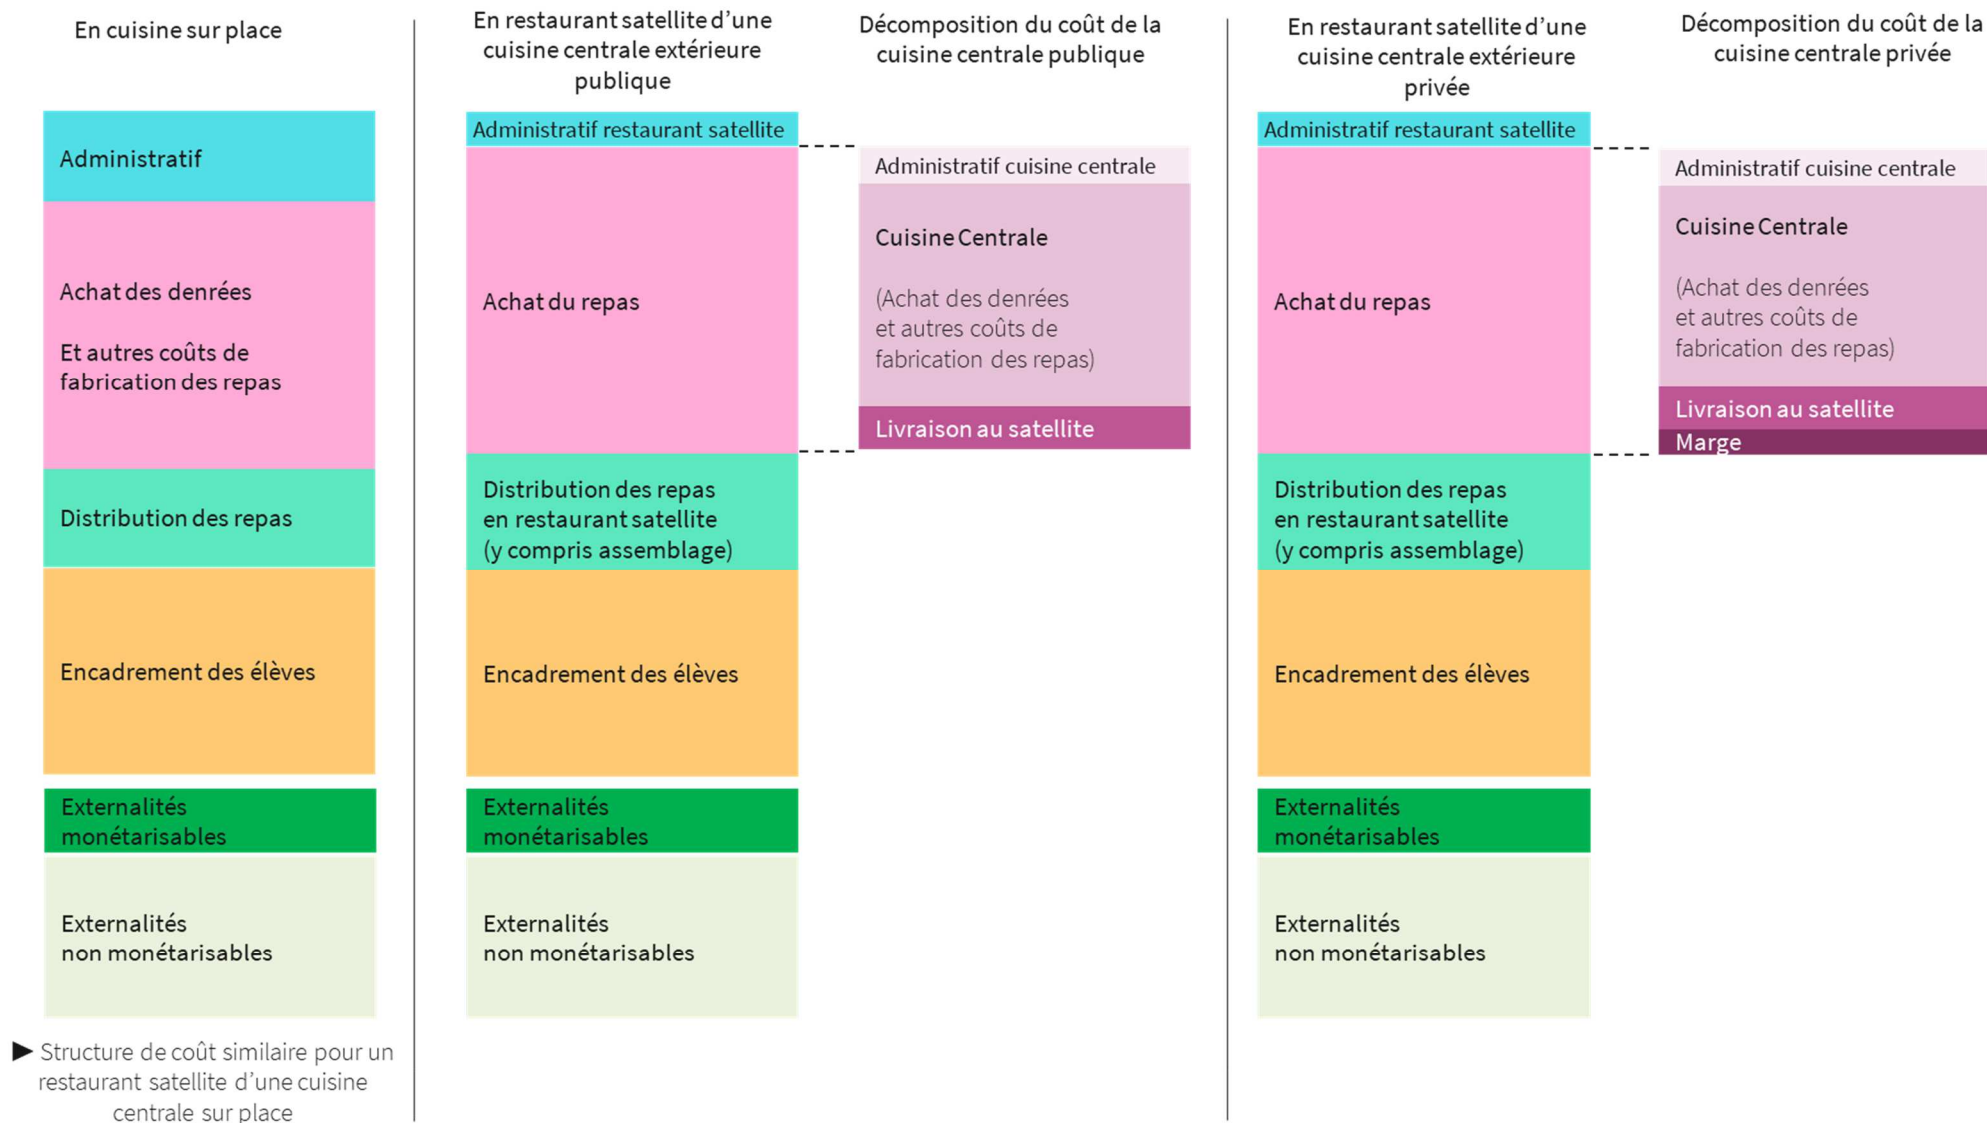 En cuisine sur place
Administratif
Achat des denrées
Et autres coûts de
fabrication des repas
Distribution des repas
Encadrement des élèves
Externalités
monétarisables
Externalités
non monétarisables
► Structure de coût similaire pour un
restaurant satellite d’une cuisine
centrale sur place
En restaurant satellite d’une
cuisine centrale extérieure
publique
Administratif restaurant satellite
Achat du repas
Distribution des repas
en restaurant satellite
(y compris assemblage)
Encadrement des élèves
Externalités
monétarisables
Externalités
non monétarisables
Décomposition du coût de la
cuisine centrale publique
Administratif cuisine centrale
Cuisine Centrale
(Achat des denrées
et autres coûts de
fabrication des repas)
Livraison au satellite
En restaurant satellite d’une
cuisine centrale extérieure
privée
Administratif restaurant satellite
Achat du repas
Distribution des repas
en restaurant satellite
(y compris assemblage)
Encadrement des élèves
Externalités
monétarisables
Externalités
non monétarisables
Décomposition du coût de la
cuisine centrale privée
Administratif cuisine centrale
Cuisine Centrale
(Achat des denrées
et autres coûts de
fabrication des repas)
Livraison au satellite
Marge